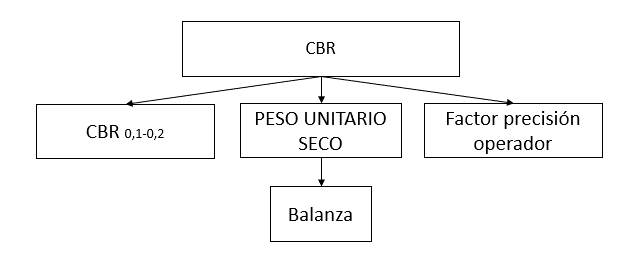 CBR
CBR 0,1-0,2
PESO UNITARIO
SECO
Factor precisión
operador
Balanza